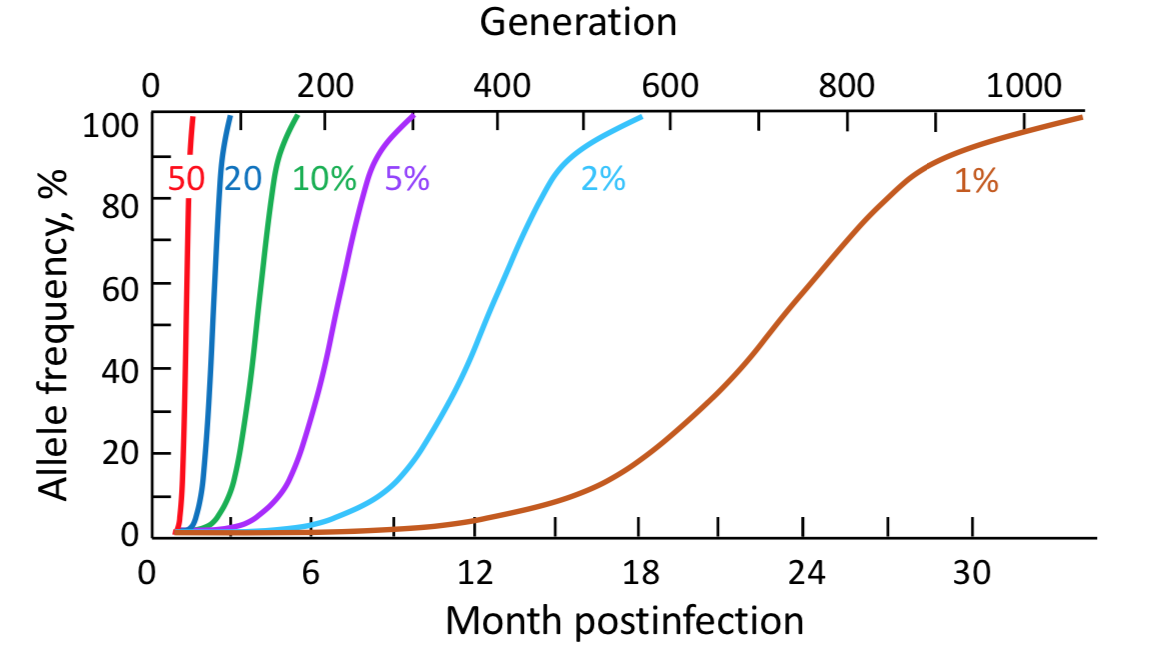 Generation
0 200 400 600 800 1000
100
50 20 10% 5% 2% 1%
80
60
40
20
0
Allele frequency, %
0 6 12 18 24 30
Month postinfection